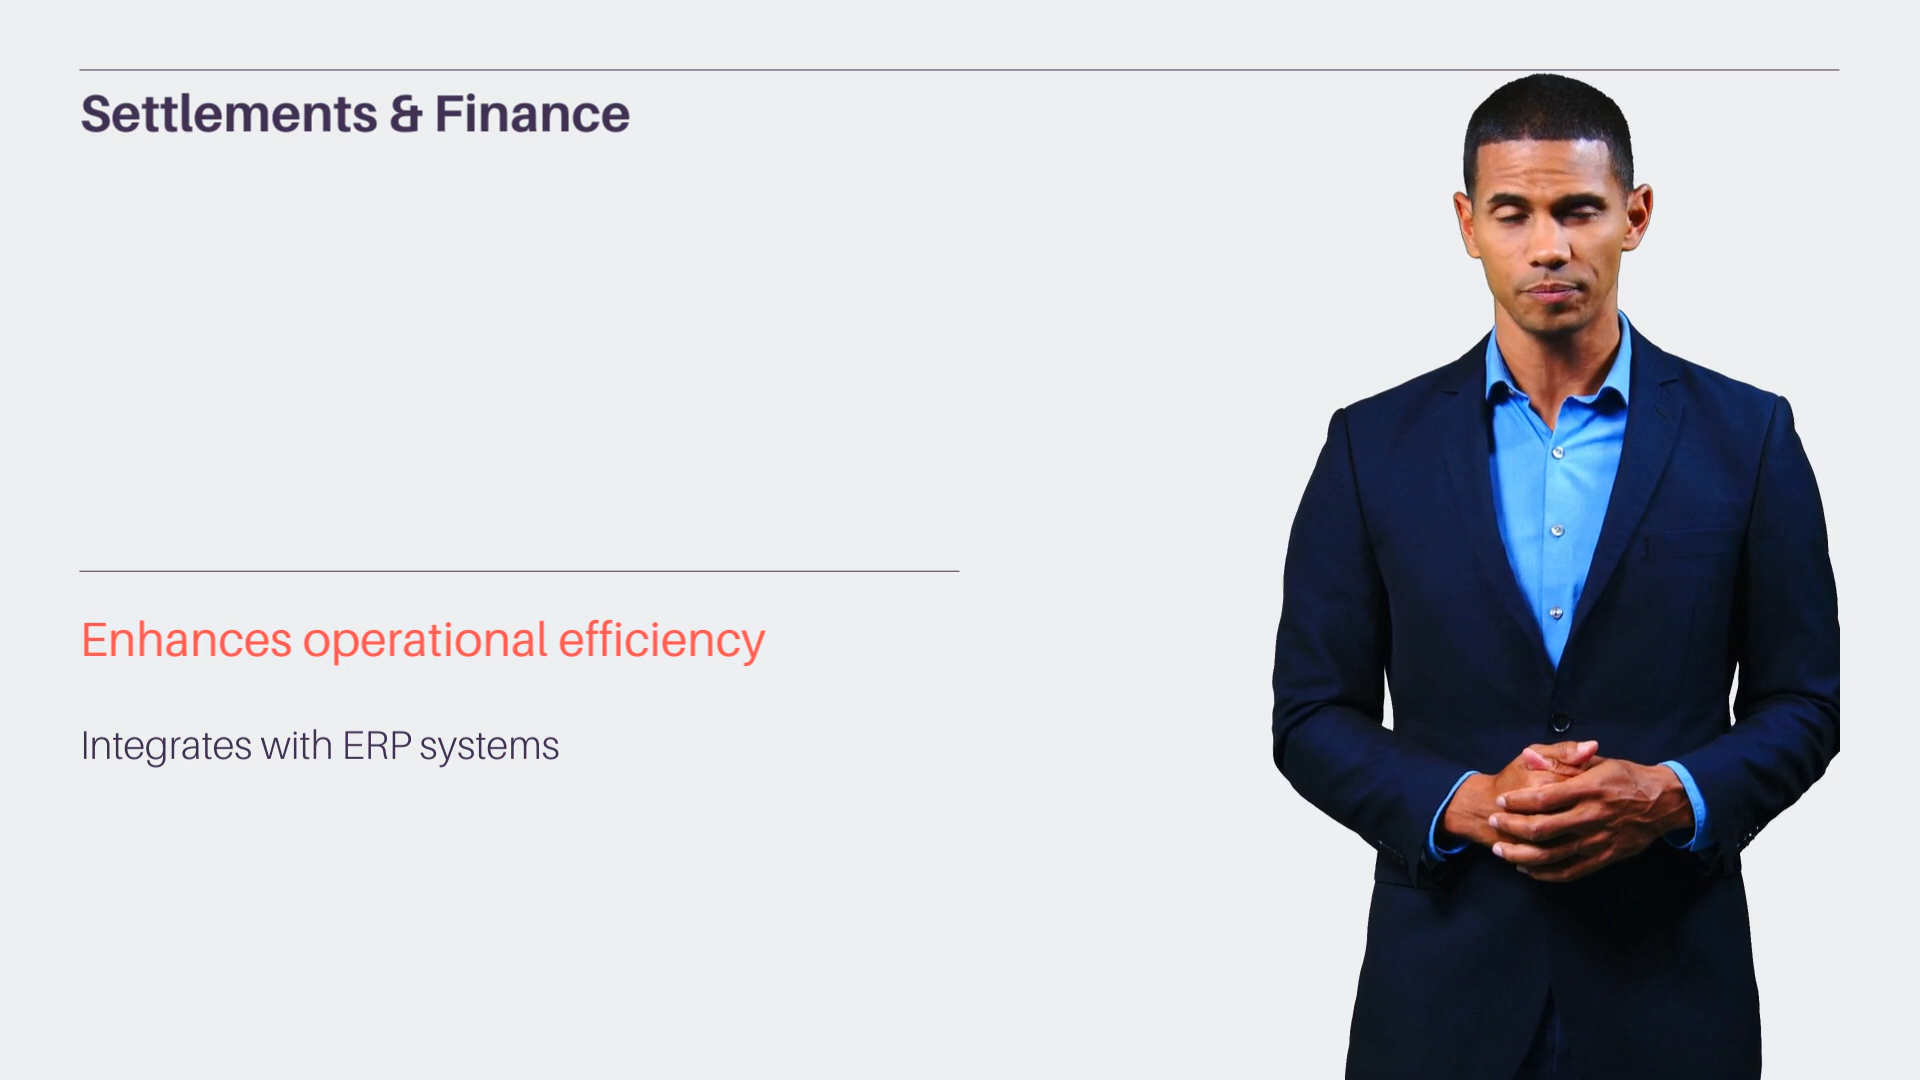 Settlements & Finance
Enhances operational efficiency
Integrates with ERP systems